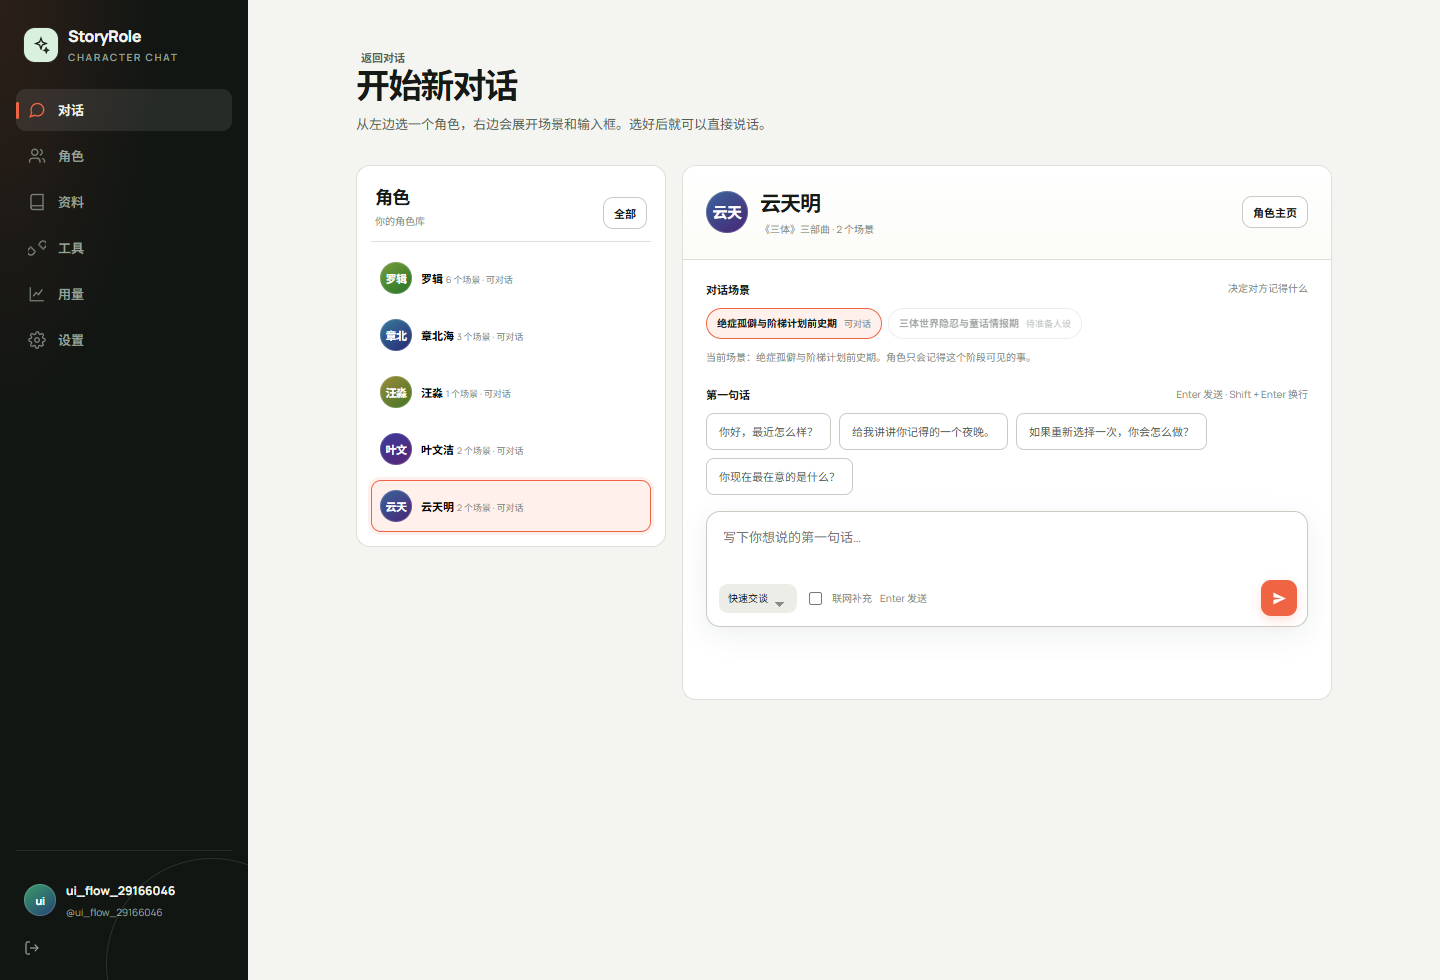 StoryRole
CHARACTER CHAT
对话
角色
资料
工具
用量
设置
ui
ui_flow_29166046
@ui_flow_29166046
返回对话
开始新对话
从左边选一个角色，右边会展开场景和输入框。选好后就可以直接说话。
角色
你的角色库
全部
罗辑 罗辑 6 个场景 · 可对话
章北 章北海 3 个场景 · 可对话
汪淼 汪淼 1 个场景 · 可对话
叶文 叶文洁 2 个场景 · 可对话
云天 云天明 2 个场景 · 可对话
云天 云天明
《三体》三部曲 · 2 个场景
角色主页
对话场景 决定对方记得什么
绝症孤僻与阶梯计划前史期 可对话 三体世界隐忍与童话情报期 待准备人设
当前场景：绝症孤僻与阶梯计划前史期。角色只会记得这个阶段可见的事。
第一句话 Enter 发送 · Shift + Enter 换行
你好，最近怎么样？ 给我讲讲你记得的一个夜晚。 如果重新选择一次，你会怎么做？
你现在最在意的是什么？
写下你想说的第一句话...
快速交谈 联网补充 Enter 发送